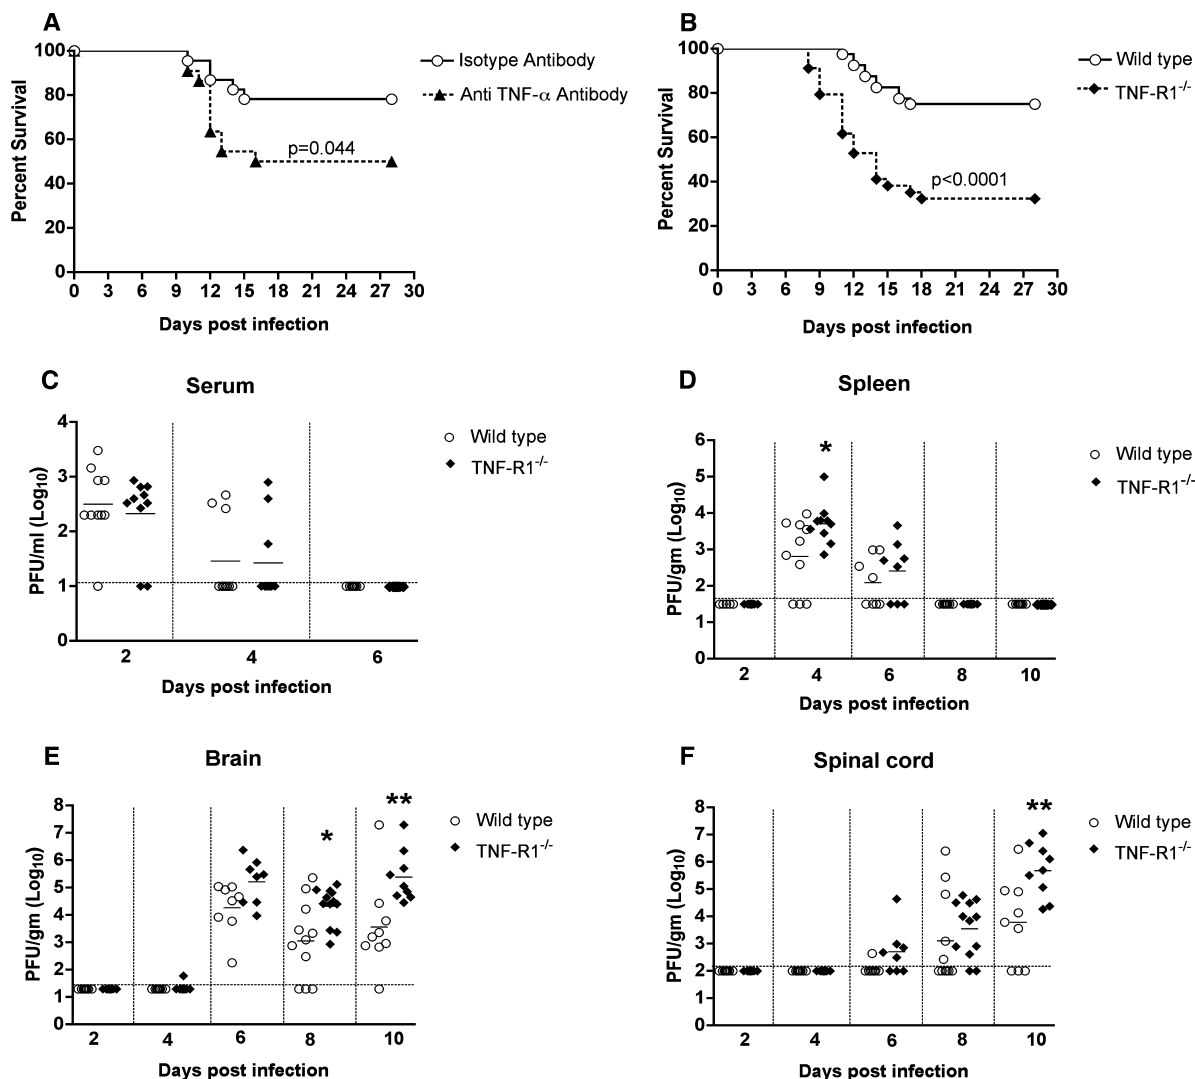 A
100
80
60
40
20
0
Percent Survival
0 3 6 9 12 15 18 21 24 27 30
Days post infection
Isotype Antibody
Anti TNF-α Antibody
p=0.044
B
100
80
60
40
20
0
Percent Survival
0 3 6 9 12 15 18 21 24 27 30
Days post infection
Wild type
TNF-R1-/-
p<0.0001
C
Serum
4
3
2
1
0
PFU/ml (Log10)
2 4 6
Days post infection
Wild type
TNF-R1-/-
D
Spleen
6
5
4
3
2
1
0
PFU/gm (Log10)
*
2 4 6 8 10
Days post infection
Wild type
TNF-R1-/-
E
Brain
8
7
6
5
4
3
2
1
0
PFU/gm (Log10)
*
**
2 4 6 8 10
Days post infection
Wild type
TNF-R1-/-
F
Spinal cord
8
7
6
5
4
3
2
1
0
PFU/gm (Log10)
**
2 4 6 8 10
Days post infection
Wild type
TNF-R1-/-